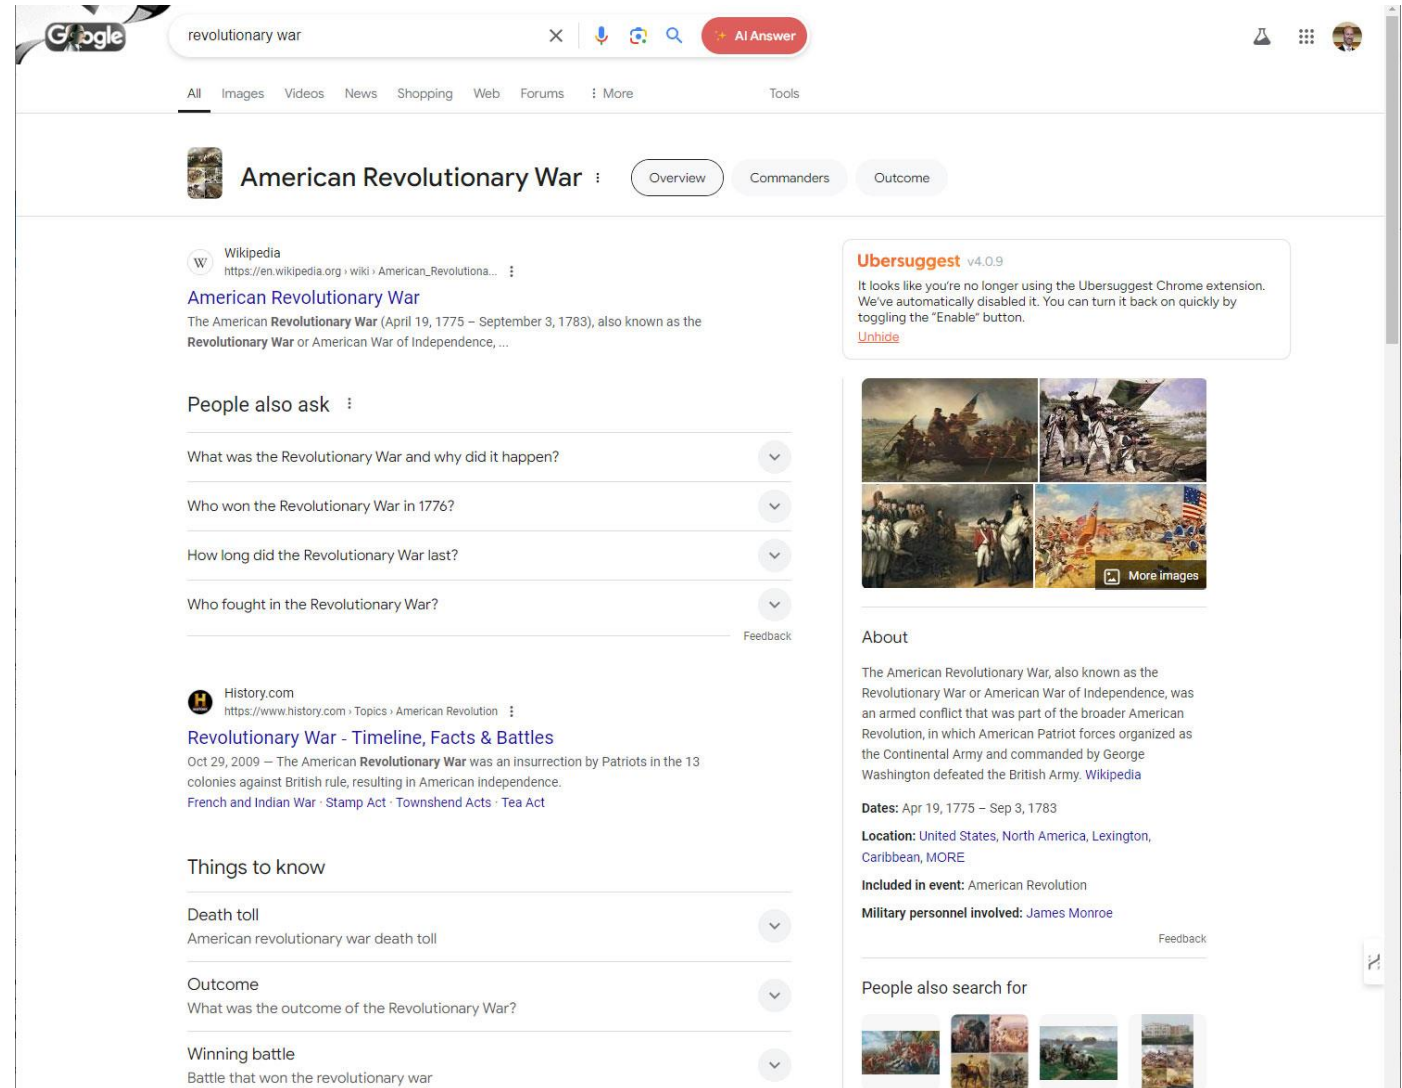 Google
revolutionary war
AI Answer
All Images Videos News Shopping Web Forums More Tools
American Revolutionary War
Overview Commanders Outcome
W
Wikipedia
https://en.wikipedia.org › wiki › American_Revolutiona...
American Revolutionary War
The American Revolutionary War (April 19, 1775 – September 3, 1783), also known as the
Revolutionary War or American War of Independence, ...
People also ask
What was the Revolutionary War and why did it happen?
Who won the Revolutionary War in 1776?
How long did the Revolutionary War last?
Who fought in the Revolutionary War?
Feedback
H
HISTORY
History.com
https://www.history.com › Topics › American Revolution
Revolutionary War - Timeline, Facts & Battles
Oct 29, 2009 — The American Revolutionary War was an insurrection by Patriots in the 13
colonies against British rule, resulting in American independence.
French and Indian War · Stamp Act · Townshend Acts · Tea Act
Things to know
Death toll
American revolutionary war death toll
Outcome
What was the outcome of the Revolutionary War?
Winning battle
Battle that won the revolutionary war
Ubersuggest v4.0.9
It looks like you're no longer using the Ubersuggest Chrome extension.
We've automatically disabled it. You can turn it back on quickly by
toggling the "Enable" button.
Unhide
More images
About
The American Revolutionary War, also known as the
Revolutionary War or American War of Independence, was
an armed conflict that was part of the broader American
Revolution, in which American Patriot forces organized as
the Continental Army and commanded by George
Washington defeated the British Army. Wikipedia
Dates: Apr 19, 1775 – Sep 3, 1783
Location: United States, North America, Lexington,
Caribbean, MORE
Included in event: American Revolution
Military personnel involved: James Monroe
Feedback
People also search for